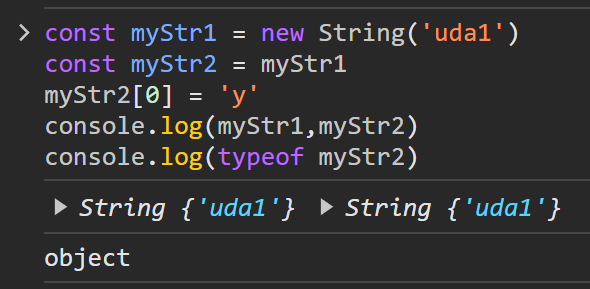 const myStr1 = new String('uda1')
const myStr2 = myStr1
myStr2[0] = 'y'
console.log(myStr1,myStr2)
console.log(typeof myStr2)
String {'uda1'} String {'uda1'}
object